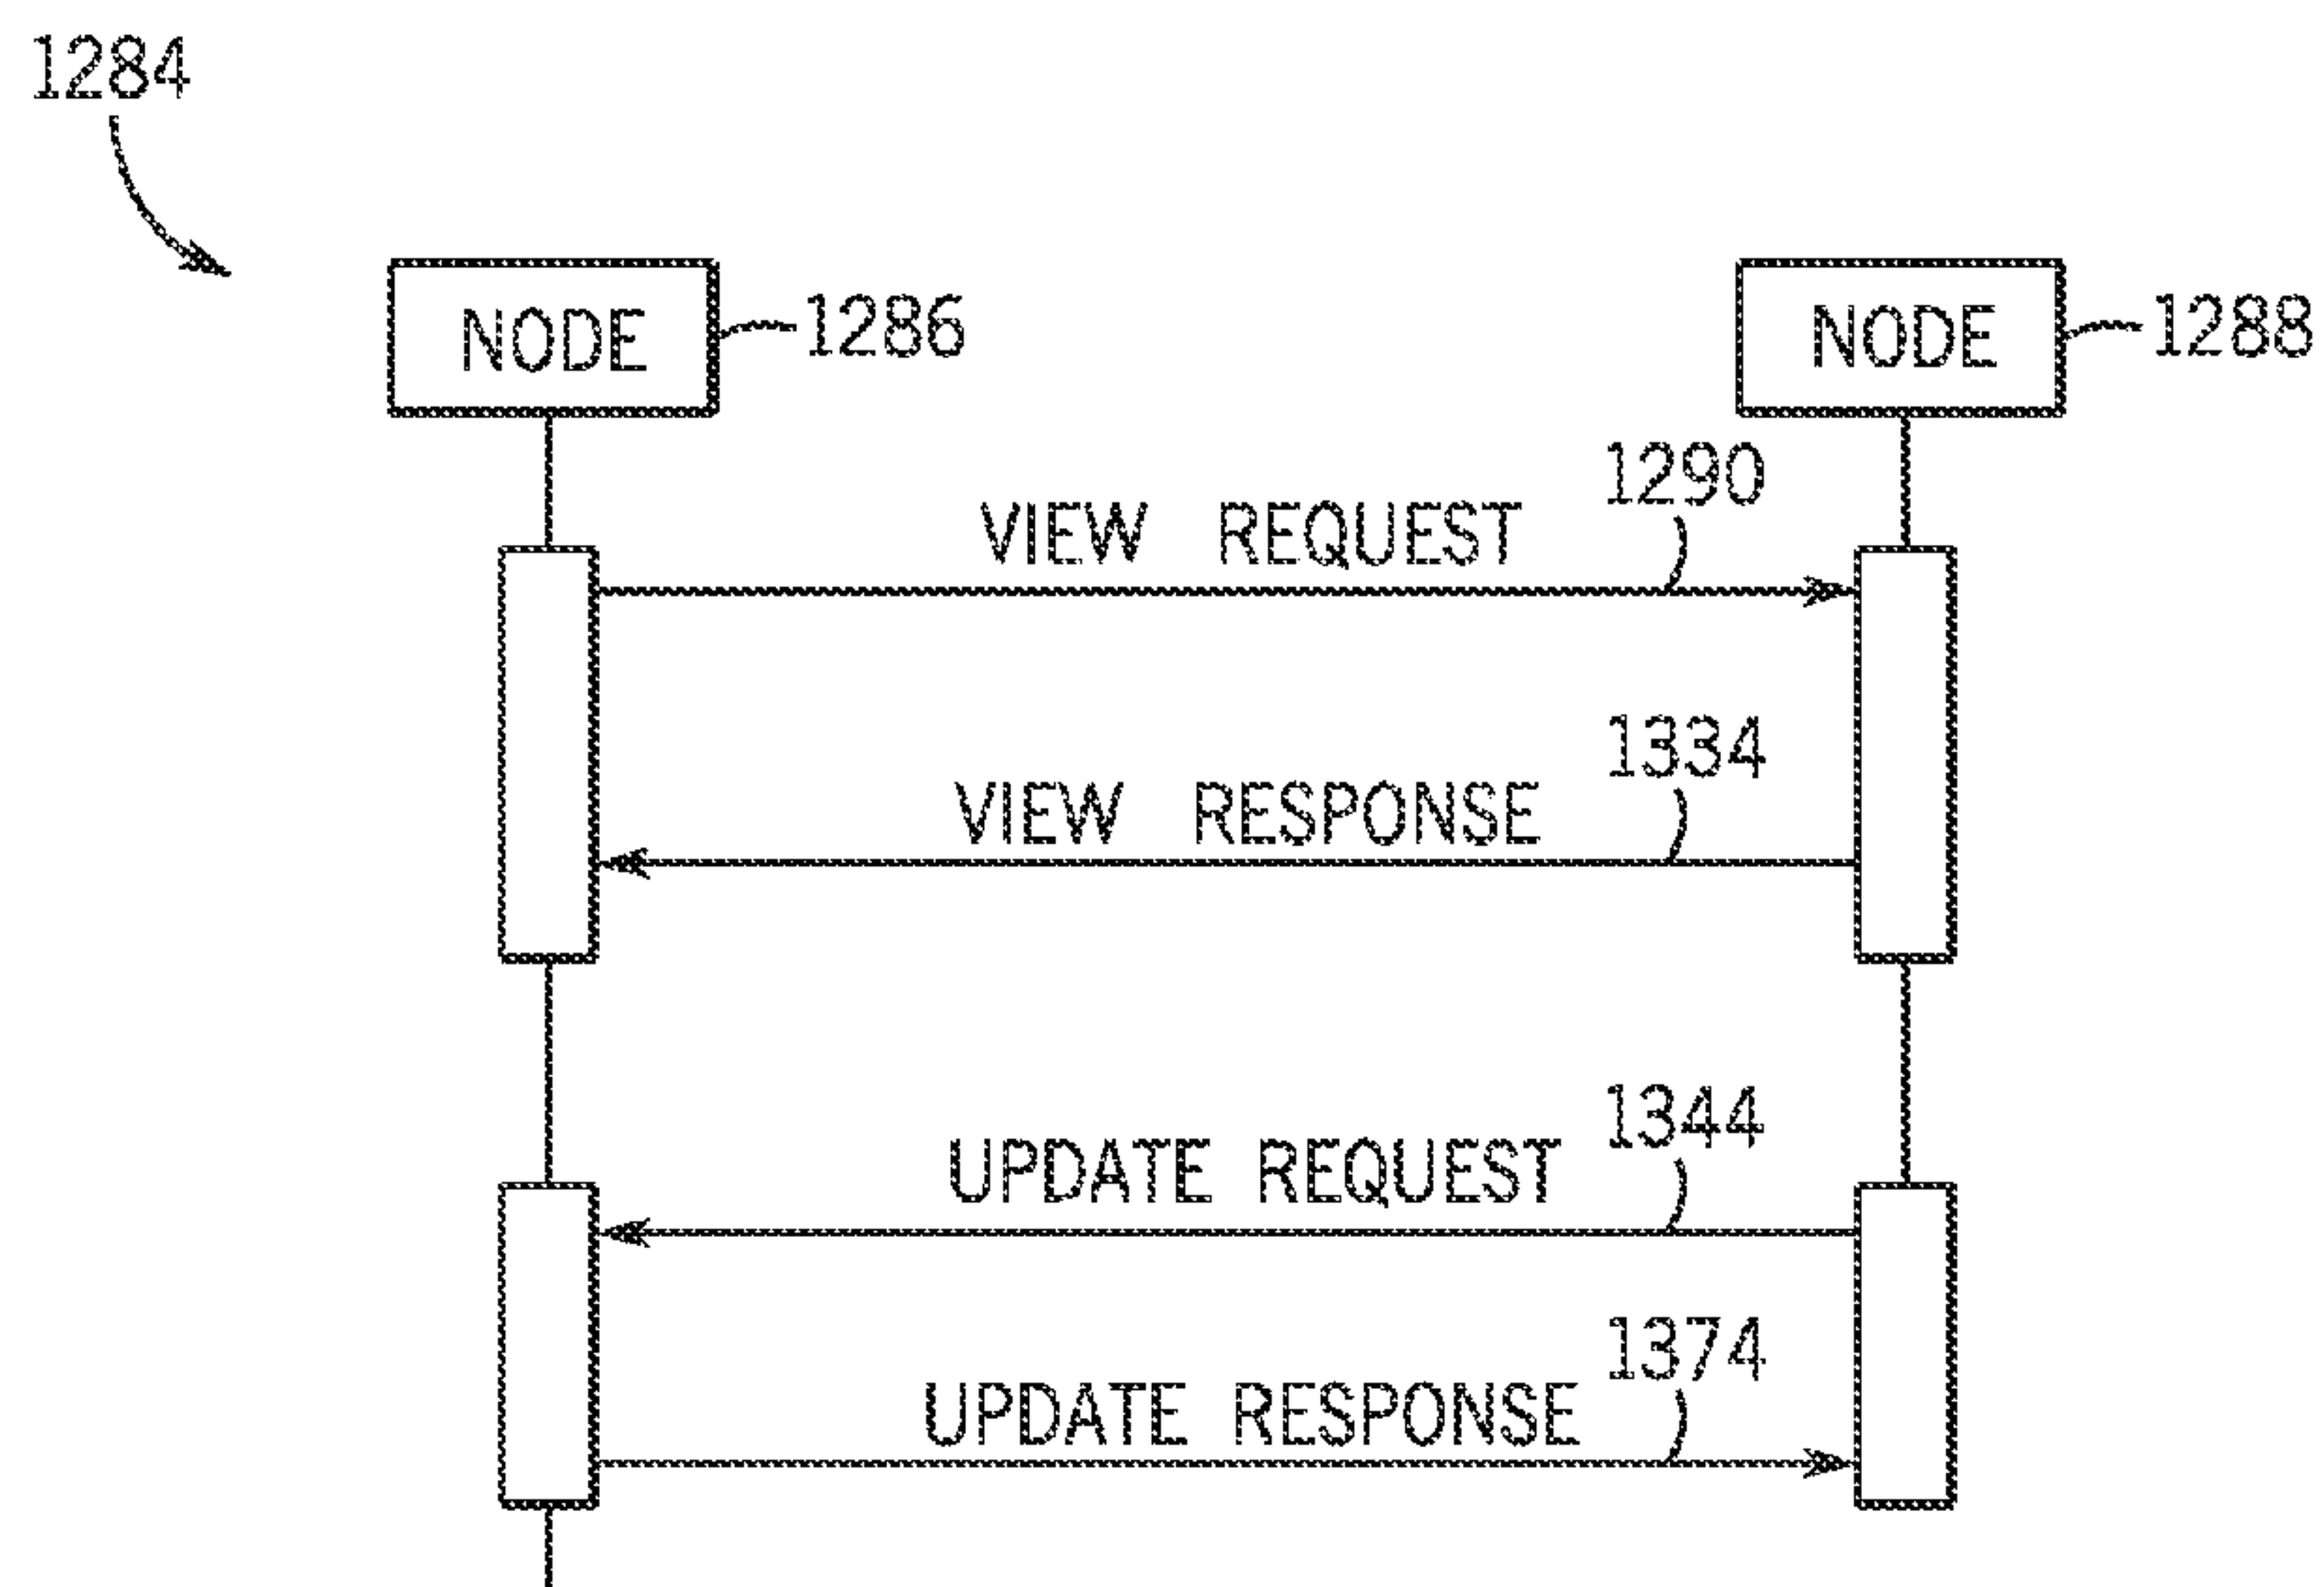 1284
NODE
1286
NODE
1288
1290
VIEW REQUEST
1334
VIEW RESPONSE
1344
UPDATE REQUEST
1374
UPDATE RESPONSE